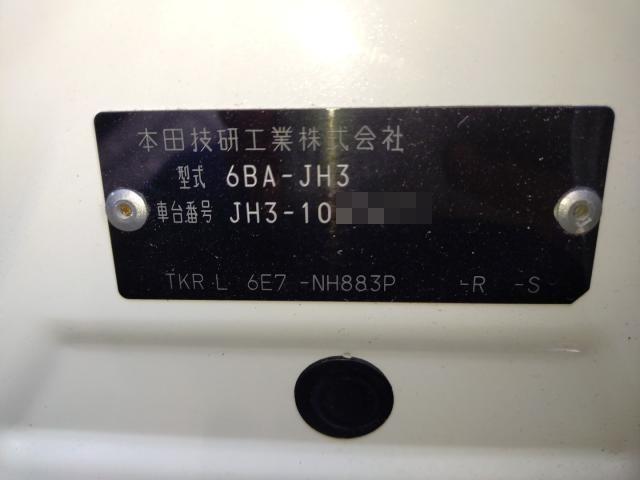 本田技研工業株式会社
型式 6BA-JH3
車台番号 JH3-10
TKR L 6E7 -NH883P -R -S